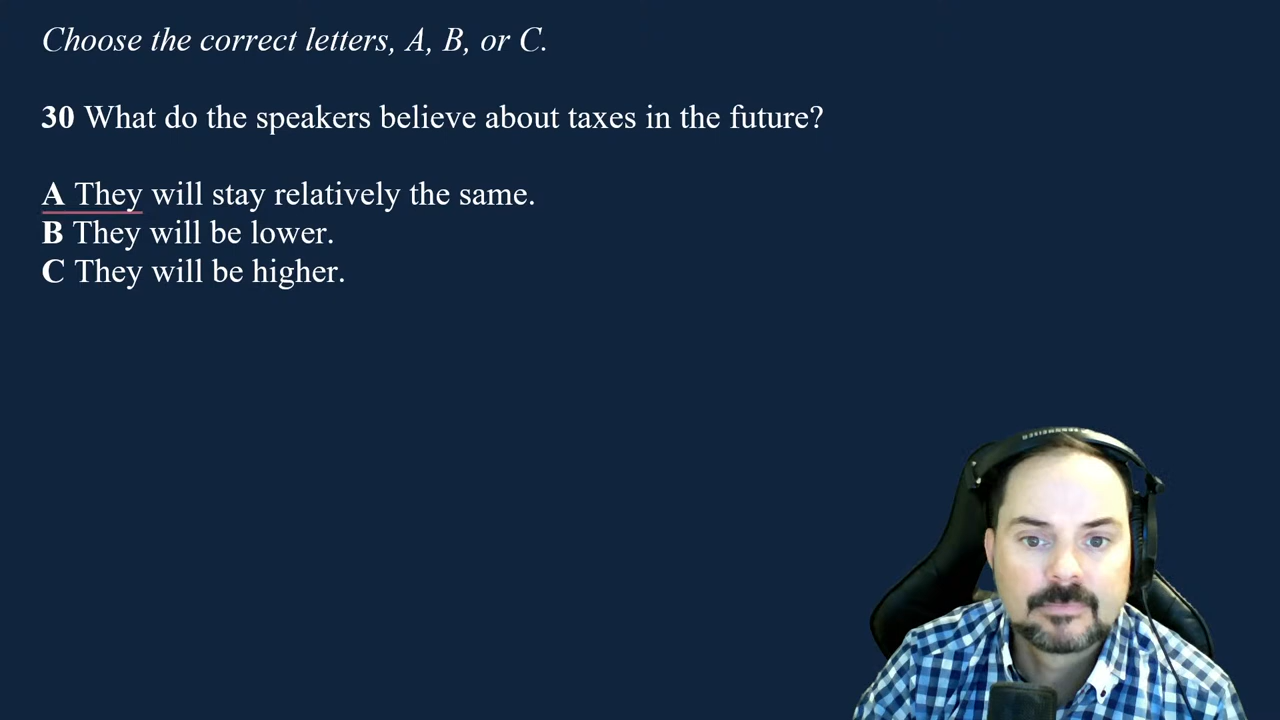 Choose the correct letters, A, B, or C.
30 What do the speakers believe about taxes in the future?
A They will stay relatively the same.
B They will be lower.
C They will be higher.
SENNHEISER